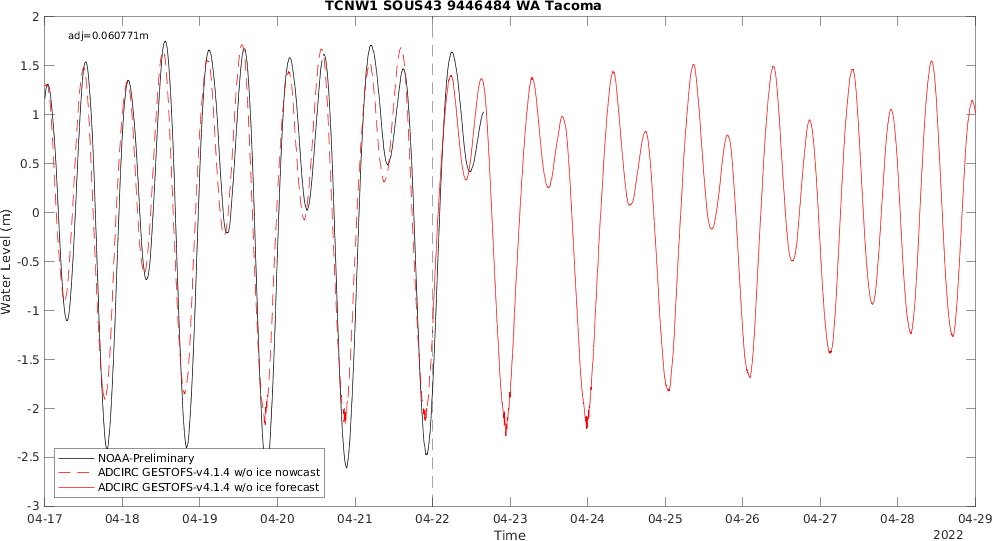 TCNW1 SOUS43 9446484 WA Tacoma
adj=0.060771m
Water Level (m)
2
1.5
1
0.5
0
-0.5
-1
-1.5
-2
-2.5
-3
NOAA-Preliminary
ADCIRC GESTOFS-v4.1.4 w/o ice nowcast
ADCIRC GESTOFS-v4.1.4 w/o ice forecast
04-17 04-18 04-19 04-20 04-21 04-22 04-23 04-24 04-25 04-26 04-27 04-28 04-29
Time
2022